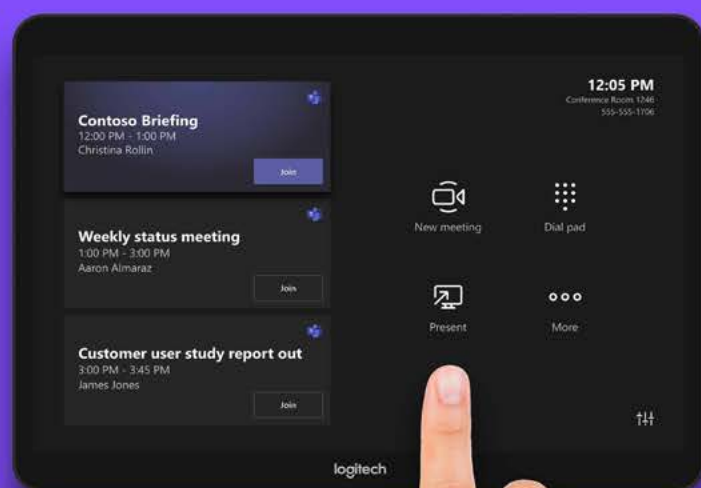 Contoso Briefing
12:00 PM - 1:00 PM
Christina Rollin
Join
Weekly status meeting
1:00 PM - 3:00 PM
Aaron Almaraz
Join
Customer user study report out
3:00 PM - 3:45 PM
James Jones
Join
12:05 PM
Conference Room 1246
555-555-1706
New meeting
Dial pad
Present
More
logitech